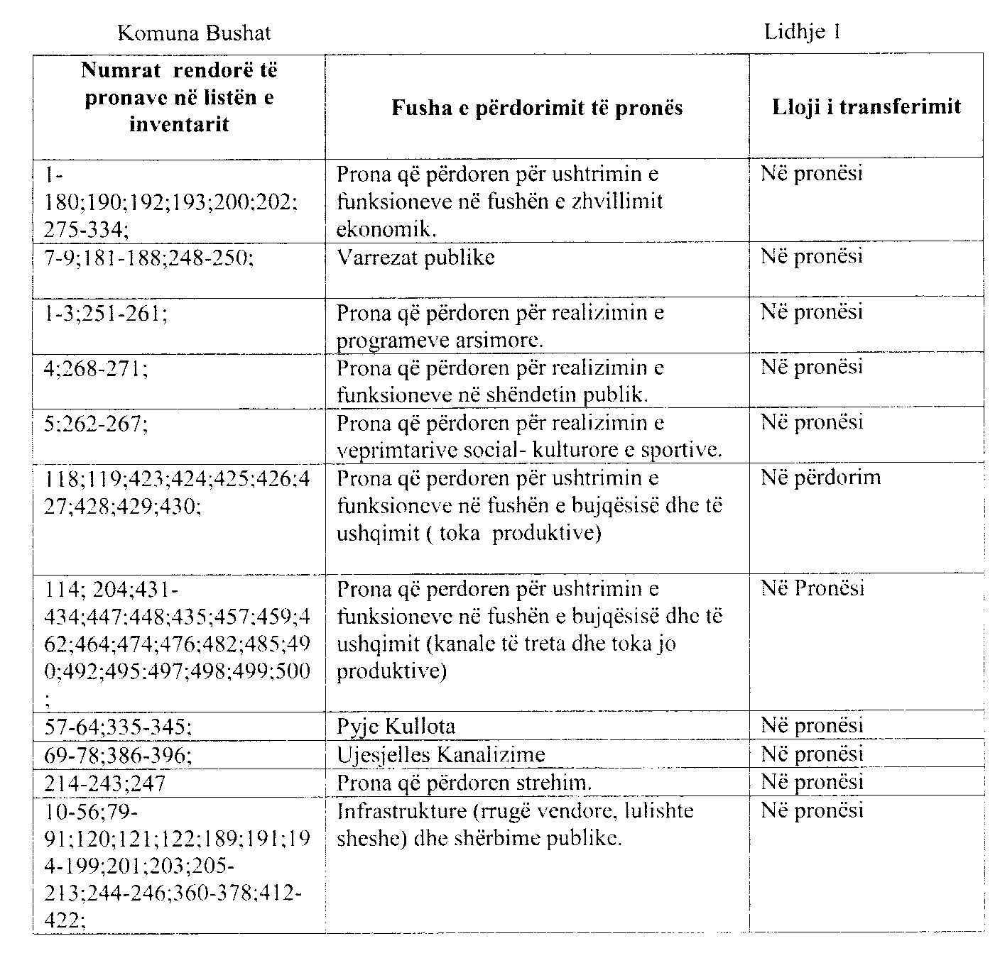 Komuna Bushat
Lidhje 1
Numrat rendorë të
pronave në listën e
inventarit
Fusha e përdorimit të pronës
Lloji i transferimit
1-
180;190;192;193;200;202;
275-334;
Prona që përdoren për ushtrimin e
funksioneve në fushën e zhvillimit
ekonomik.
Në pronësi
7-9;181-188;248-250;
Varrezat publike
Në pronësi
1-3;251-261;
Prona që përdoren për realizimin e
programeve arsimore.
Në pronësi
4;268-271;
Prona që përdoren për realizimin e
funksioneve në shëndetin publik.
Në pronësi
5;262-267;
Prona që përdoren për realizimin e
veprimtarive social- kulturore e sportive.
Në pronësi
118;119;423;424;425;426;4
27;428;429;430;
Prona që perdoren për ushtrimin e
funksioneve në fushën e bujqësisë dhe të
ushqimit ( toka produktive)
Në përdorim
114; 204;431-
434;447;448;435;457;459;4
62;464;474;476;482;485;49
0;492;495;497;498;499;500
;
Prona që perdoren për ushtrimin e
funksioneve në fushën e bujqësisë dhe të
ushqimit (kanale të treta dhe toka jo
produktive)
Në Pronësi
57-64;335-345;
Pyje Kullota
Në pronësi
69-78;386-396;
Ujesjelles Kanalizime
Në pronësi
214-243;247
Prona që përdoren strehim.
Në pronësi
10-56;79-
91;120;121;122;189;191;19
4-199;201;203;205-
213;244-246;360-378;412-
422;
Infrastrukture (rrugë vendore, lulishte
sheshe) dhe shërbime publike.
Në pronësi